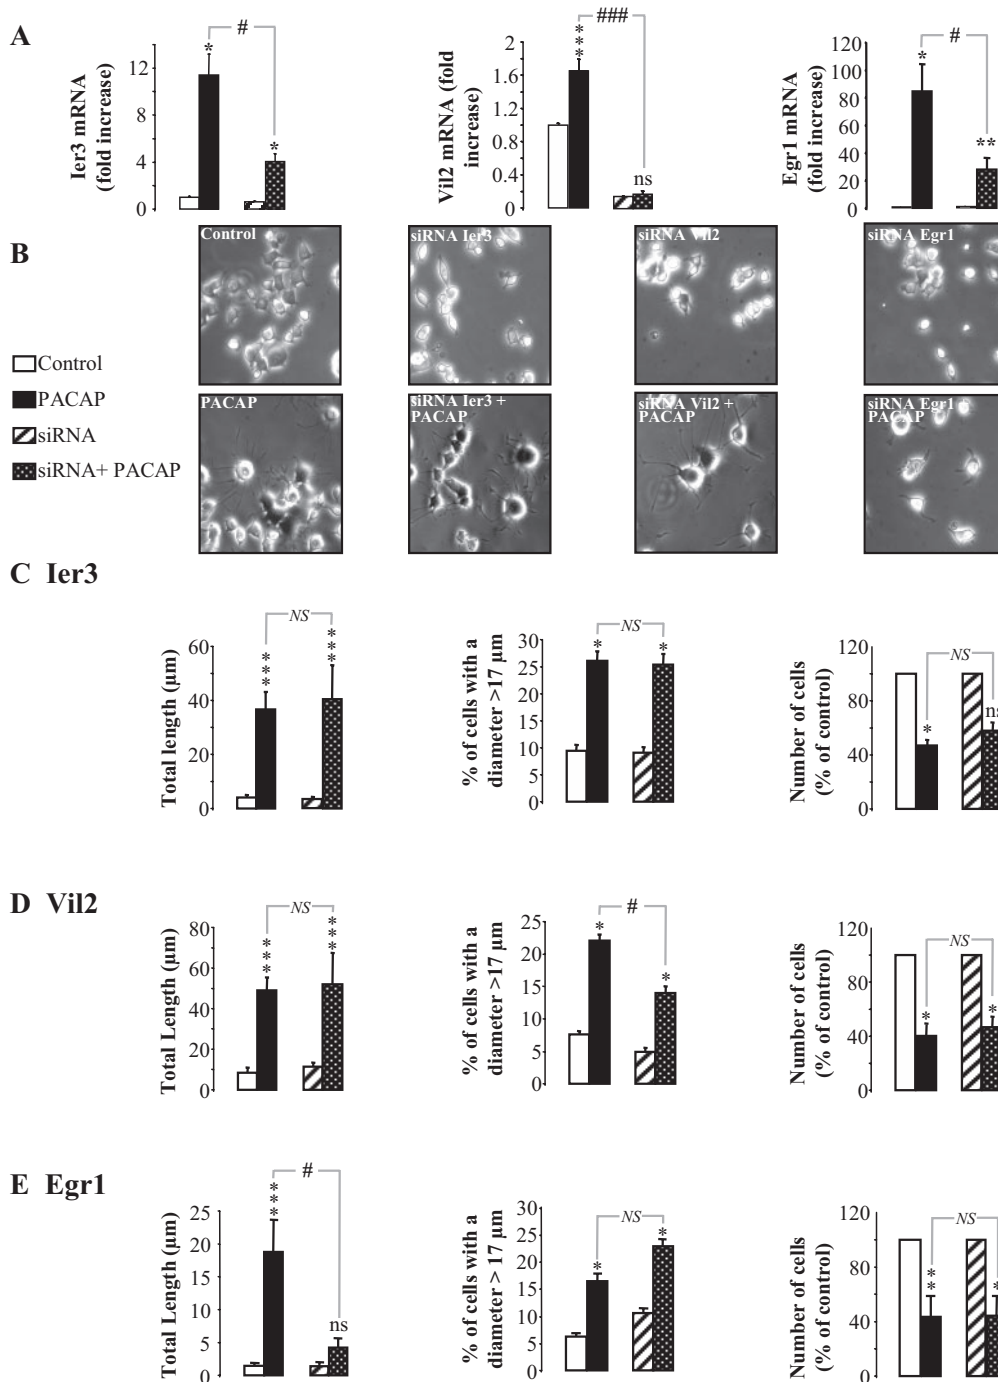 A
Ier3 mRNA
(fold increase)
12
8
4
0
*
#
*
Vil2 mRNA (fold
increase)
2
1.6
1.2
0.8
0.4
0
***
###
ns
Egr1 mRNA
(fold increase)
120
100
80
60
40
20
0
*
#
**
B
Control
siRNA Ier3
siRNA Vil2
siRNA Egr1
Control
PACAP
siRNA
siRNA+ PACAP
PACAP
siRNA Ier3 +
PACAP
siRNA Vil2 +
PACAP
siRNA Egr1 +
PACAP
C Ier3
Total length (µm)
60
40
20
0
***
NS
***
% of cells with a
diameter >17 µm
30
25
20
15
10
5
0
*
NS
*
Number of cells
(% of control)
120
80
40
0
*
NS
ns
D Vil2
Total Length (µm)
80
60
40
20
0
***
NS
***
% of cells with a
diameter >17 µm
25
20
15
10
5
0
*
#
*
Number of cells
(% of control)
120
80
40
0
*
NS
*
E Egr1
Total Length (µm)
25
20
15
10
5
0
***
#
ns
% of cells with a
diameter > 17 µm
30
25
20
15
10
5
0
*
NS
*
Number of cells
(% of control)
120
80
40
0
**
NS
*